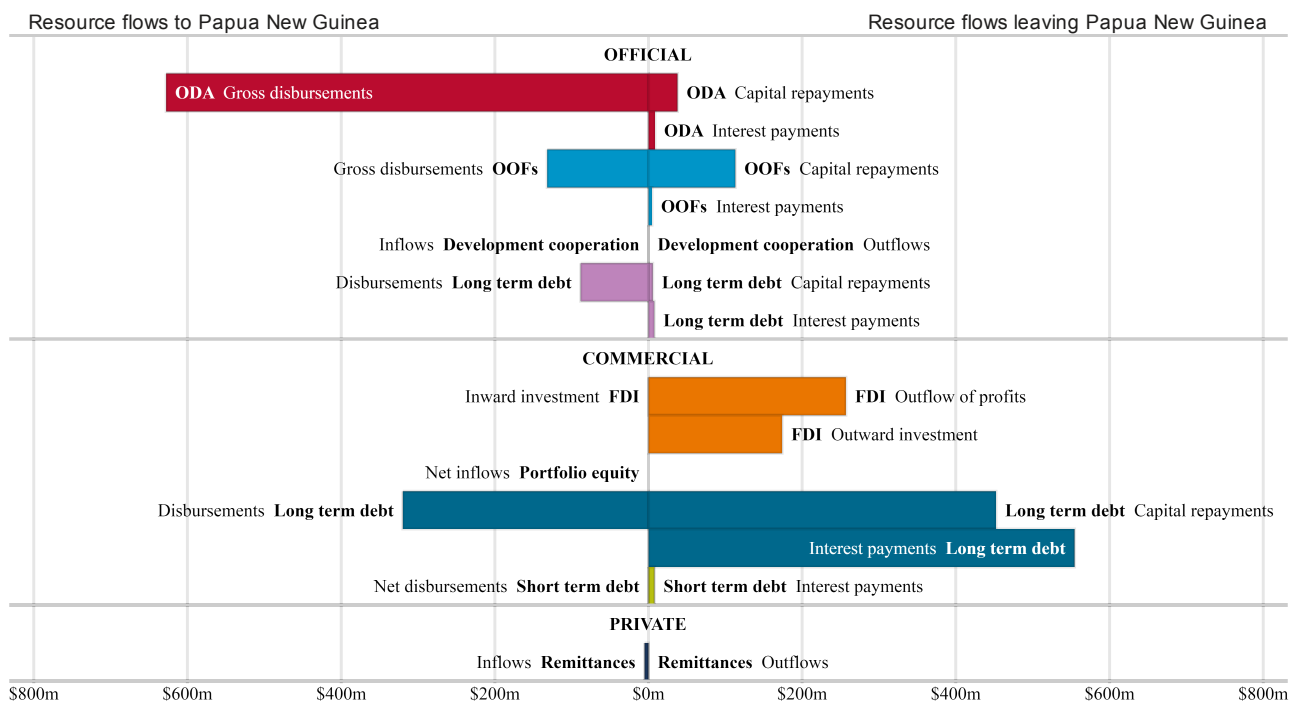 Resource flows to Papua New Guinea Resource flows leaving Papua New Guinea
OFFICIAL
ODA Gross disbursements ODA Capital repayments
ODA Interest payments
Gross disbursements OOFs OOFs Capital repayments
OOFs Interest payments
Inflows Development cooperation Development cooperation Outflows
Disbursements Long term debt Long term debt Capital repayments
Long term debt Interest payments
COMMERCIAL
Inward investment FDI FDI Outflow of profits
FDI Outward investment
Net inflows Portfolio equity
Disbursements Long term debt Long term debt Capital repayments
Interest payments Long term debt
Net disbursements Short term debt Short term debt Interest payments
PRIVATE
Inflows Remittances Remittances Outflows
$800m $600m $400m $200m $0m $200m $400m $600m $800m